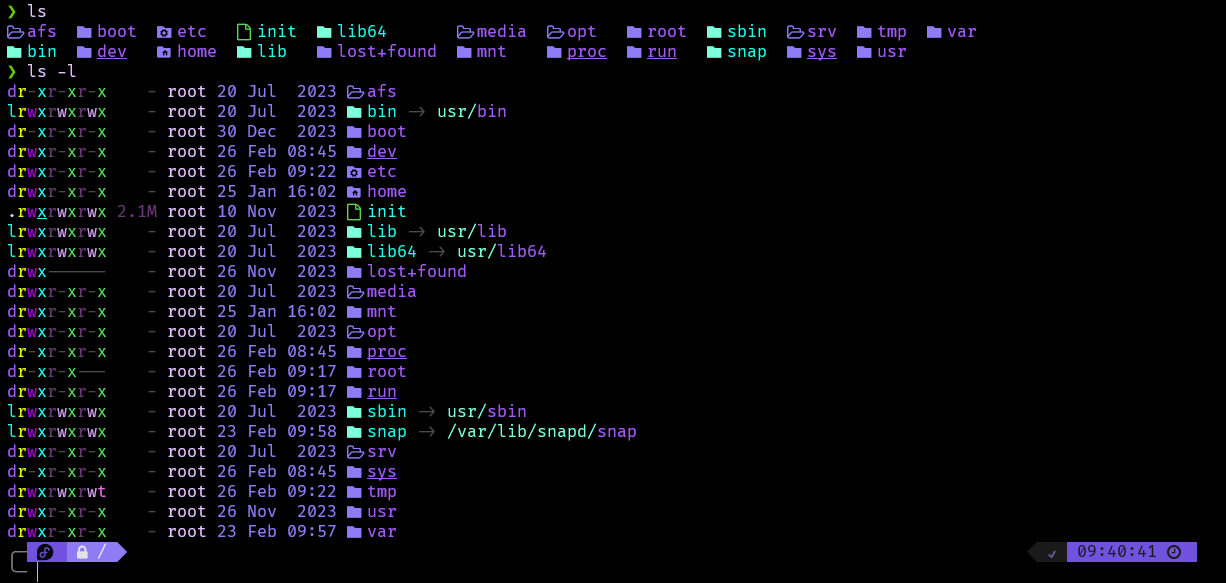 ❯ ls
afs boot etc init lib64 media opt root sbin srv tmp var
bin dev home lib lost+found mnt proc run snap sys usr
❯ ls -l
dr-xr-xr-x - root 20 Jul 2023 afs
lrwxrwxrwx - root 20 Jul 2023 bin -> usr/bin
dr-xr-xr-x - root 30 Dec 2023 boot
drwxr-xr-x - root 26 Feb 08:45 dev
drwxr-xr-x - root 26 Feb 09:22 etc
drwxr-xr-x - root 25 Jan 16:02 home
.rwxrwxrwx 2.1M root 10 Nov 2023 init
lrwxrwxrwx - root 20 Jul 2023 lib -> usr/lib
lrwxrwxrwx - root 20 Jul 2023 lib64 -> usr/lib64
drwx------ - root 26 Nov 2023 lost+found
drwxr-xr-x - root 20 Jul 2023 media
drwxr-xr-x - root 25 Jan 16:02 mnt
drwxr-xr-x - root 20 Jul 2023 opt
dr-xr-xr-x - root 26 Feb 08:45 proc
dr-xr-x--- - root 26 Feb 09:17 root
drwxr-xr-x - root 26 Feb 09:17 run
lrwxrwxrwx - root 20 Jul 2023 sbin -> usr/sbin
lrwxrwxrwx - root 23 Feb 09:58 snap -> /var/lib/snapd/snap
drwxr-xr-x - root 20 Jul 2023 srv
dr-xr-xr-x - root 26 Feb 08:45 sys
drwxrwxrwt - root 26 Feb 09:22 tmp
drwxr-xr-x - root 26 Nov 2023 usr
drwxr-xr-x - root 23 Feb 09:57 var
/ ✓ 09:40:41